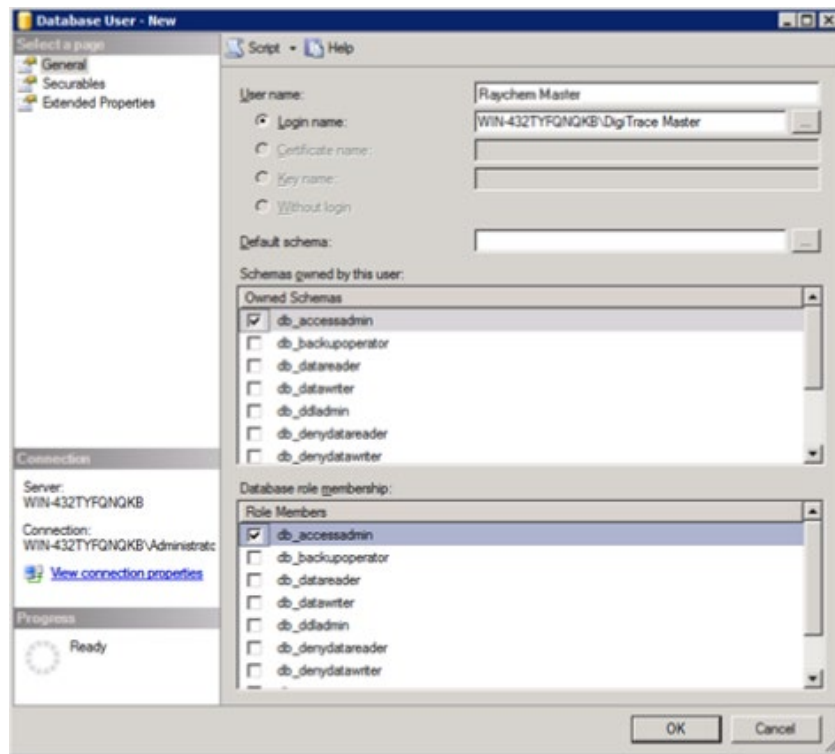 Database User - New
Select a page
General
Securables
Extended Properties
Script
Help
User name:
Raychem Master
Login name:
WIN-432TYFQNQKB\DigiTrace Master
...
Certificate name:
Key name:
Without login
Default schema:
...
Schemas owned by this user:
Owned Schemas
db_accessadmin
db_backupoperator
db_datareader
db_datawriter
db_ddladmin
db_denydatareader
db_denydatawriter
Connection
Server:
WIN-432TYFQNQKB
Connection:
WIN-432TYFQNQKB\Administratc
View connection properties
Progress
Ready
Database role membership:
Role Members
db_accessadmin
db_backupoperator
db_datareader
db_datawriter
db_ddladmin
db_denydatareader
db_denydatawriter
OK
Cancel